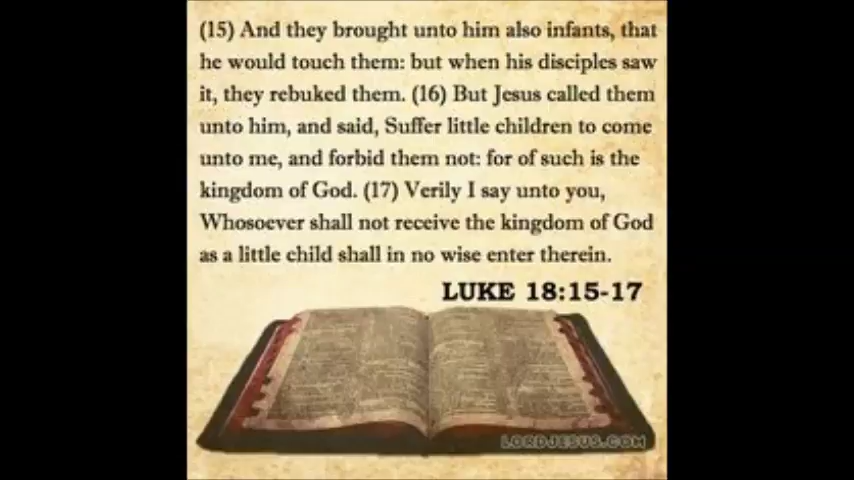 (15) And they brought unto him also infants, that
he would touch them: but when his disciples saw
it, they rebuked them. (16) But Jesus called them
unto him, and said, Suffer little children to come
unto me, and forbid them not: for of such is the
kingdom of God. (17) Verily I say unto you,
Whosoever shall not receive the kingdom of God
as a little child shall in no wise enter therein.
LUKE 18:15-17
LORDJESUS.COM